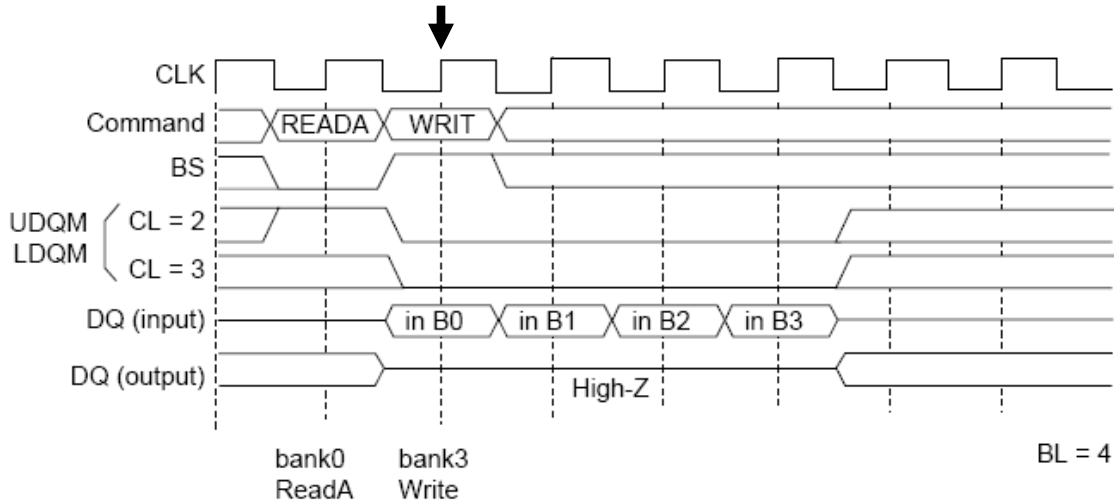 CLK
Command READA WRIT
BS
UDQM CL = 2
LDQM CL = 3
DQ (input) in B0 in B1 in B2 in B3
DQ (output) High-Z
bank0 bank3 BL = 4
ReadA Write